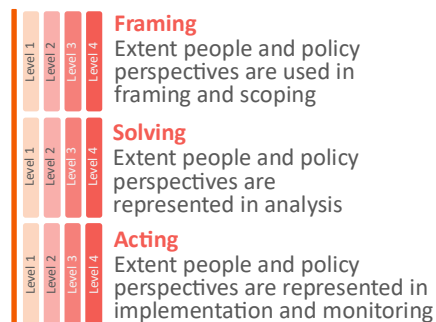 Level 1
Level 2
Level 3
Level 4
Framing
Extent people and policy
perspectives are used in
framing and scoping
Level 1
Level 2
Level 3
Level 4
Solving
Extent people and policy
perspectives are
represented in analysis
Level 1
Level 2
Level 3
Level 4
Acting
Extent people and policy
perspectives are represented in
implementation and monitoring